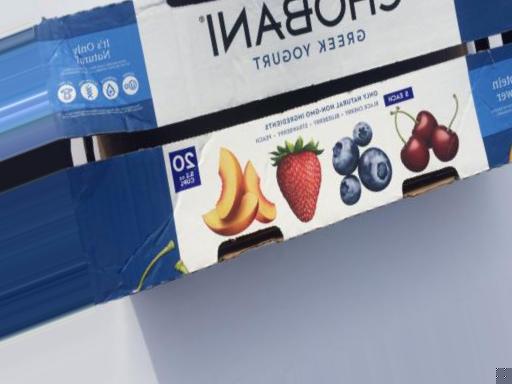 CHOBANI®
GREEK YOGURT
It's Only
Natural
5 EACH
BLACK CHERRY • BLUEBERRY • STRAWBERRY • PEACH
ONLY NATURAL NON-GMO INGREDIENTS
20
5.3 oz
CUPS